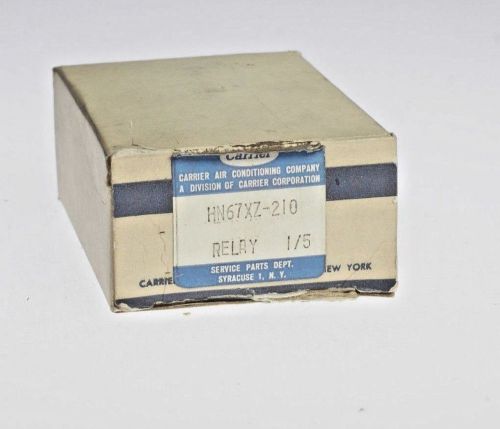 Carrier
CARRIER AIR CONDITIONING COMPANY
A DIVISION OF CARRIER CORPORATION
HN67XZ-210
RELAY 1/5
SERVICE PARTS DEPT.
SYRACUSE 1, N. Y.
CARRIER NEW YORK